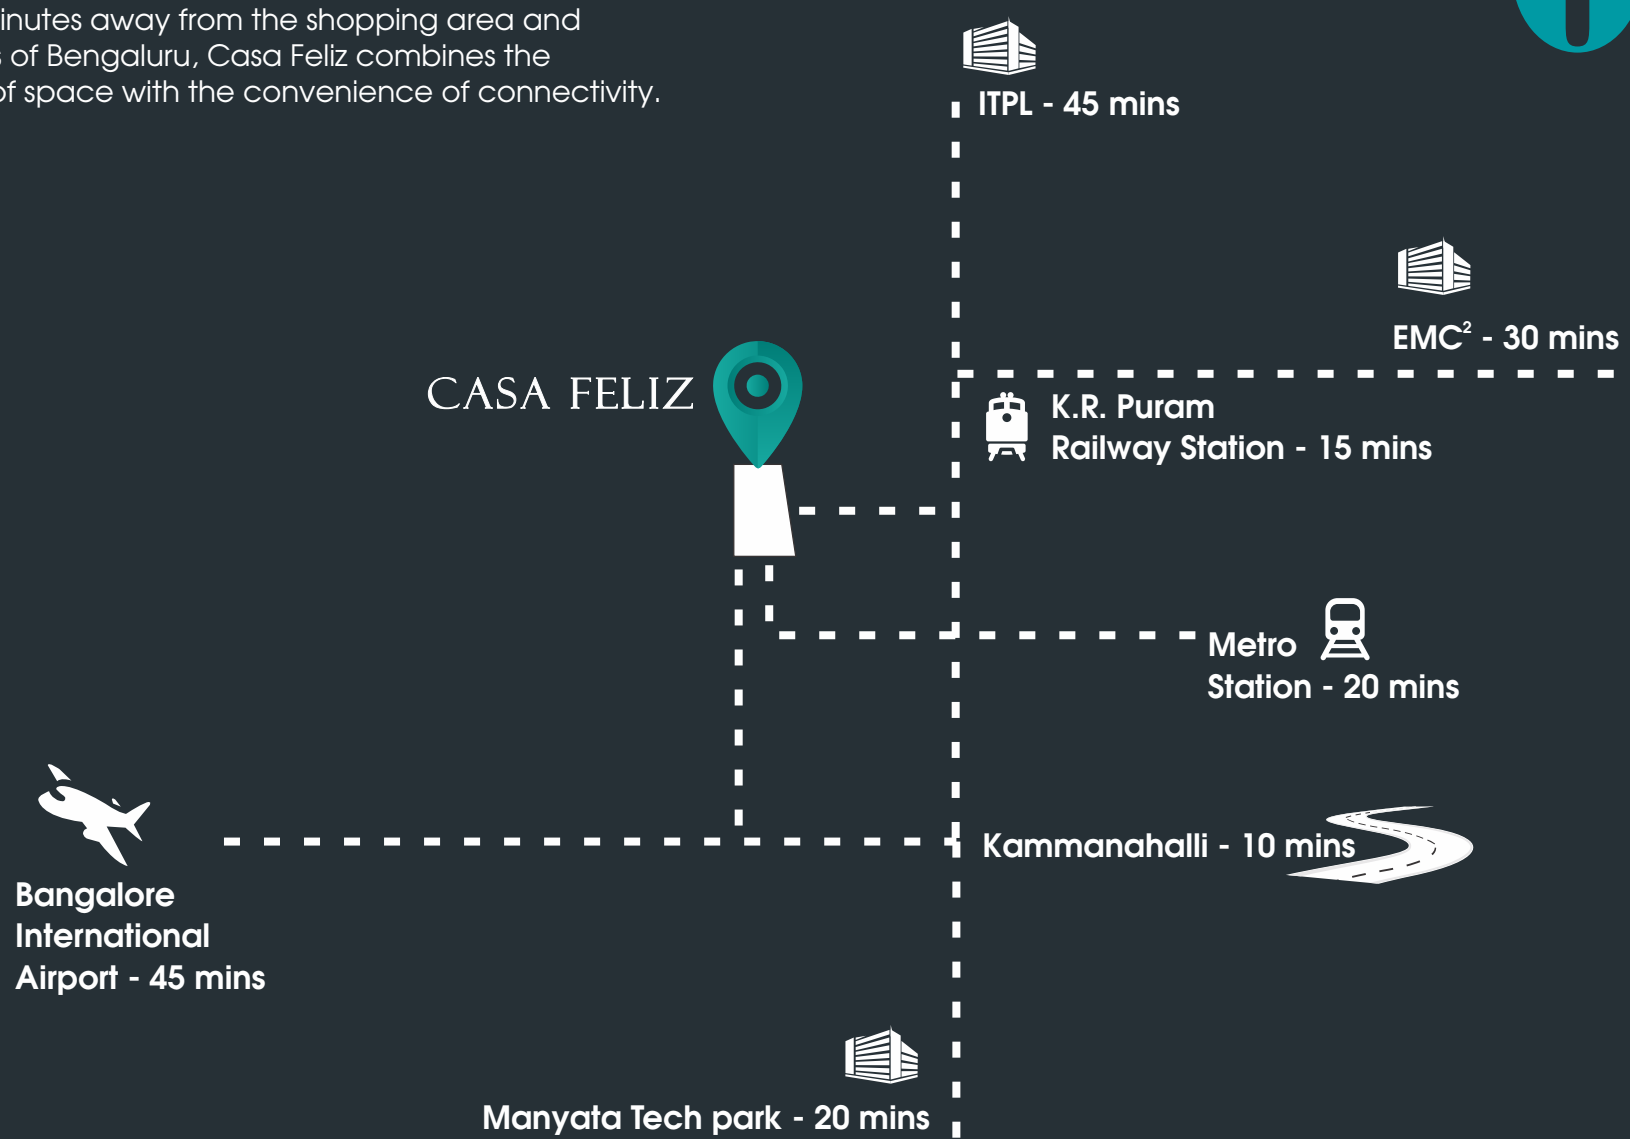 away from the shopping area and
of Bengaluru, Casa Feliz combines the
of space with the convenience of connectivity.
ITPL - 45 mins
EMC² - 30 mins
CASA FELIZ
K.R. Puram
Railway Station - 15 mins
Metro
Station - 20 mins
Kammanahalli - 10 mins
Bangalore
International
Airport - 45 mins
Manyata Tech park - 20 mins